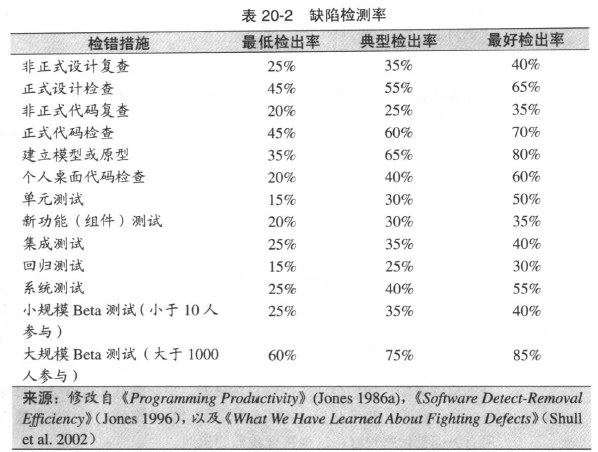 表 20-2 缺陷检测率
检错措施 最低检出率 典型检出率 最好检出率
非正式设计复查 25% 35% 40%
正式设计检查 45% 55% 65%
非正式代码复查 20% 25% 35%
正式代码检查 45% 60% 70%
建立模型或原型 35% 65% 80%
个人桌面代码检查 20% 40% 60%
单元测试 15% 30% 50%
新功能（组件）测试 20% 30% 35%
集成测试 25% 35% 40%
回归测试 15% 25% 30%
系统测试 25% 40% 55%
小规模 Beta 测试（小于 10 人 25% 35% 40%
参与）
大规模 Beta 测试（大于 1000 60% 75% 85%
人参与）
来源：修改自《Programming Productivity》(Jones 1986a)，《Software Detect-Removal
Efficiency》（Jones 1996），以及《What We Have Learned About Fighting Defects》（Shull
et al. 2002）